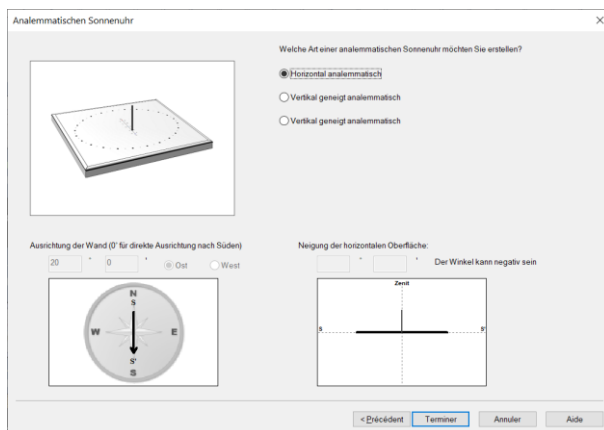 Analemmatischen Sonnenuhr
Welche Art einer analemmatischen Sonnenuhr möchten Sie erstellen?
Horizontal analemmatisch
Vertikal geneigt analemmatisch
Vertikal geneigt analemmatisch
Ausrichtung der Wand (0° für direkte Ausrichtung nach Süden)
20 ° 0 ' Ost West
N
S
W E
S'
S
Neigung der horizontalen Oberfläche:
° ' Der Winkel kann negativ sein
Zenit
S S'
< Précédent Terminer Annuler Aide